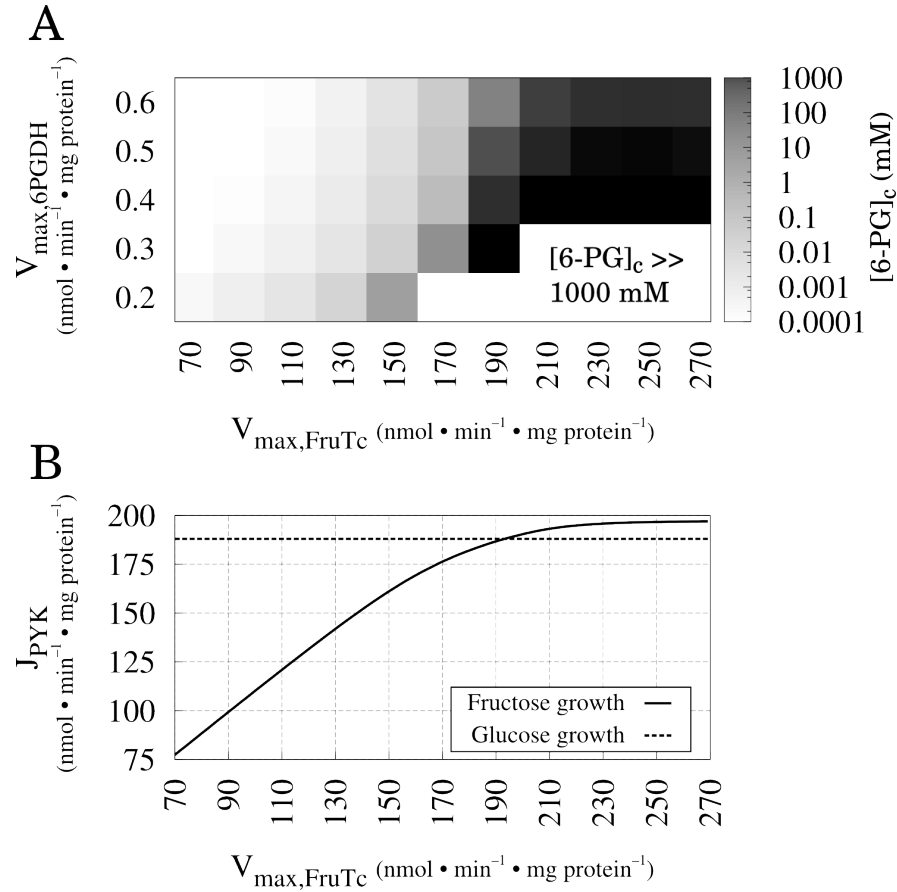 A
V_max,6PGDH
(nmol • min⁻¹ • mg protein⁻¹)
0.6
0.5
0.4
0.3
0.2
[6-PG]_c >>
1000 mM
70 90 110 130 150 170 190 210 230 250 270
V_max,FruTc (nmol • min⁻¹ • mg protein⁻¹)
1000
100
10
1
0.1
0.01
0.001
0.0001
[6-PG]_c (mM)
B
J_PYK
(nmol • min⁻¹ • mg protein⁻¹)
200
175
150
125
100
75
Fructose growth
Glucose growth
70 90 110 130 150 170 190 210 230 250 270
V_max,FruTc (nmol • min⁻¹ • mg protein⁻¹)